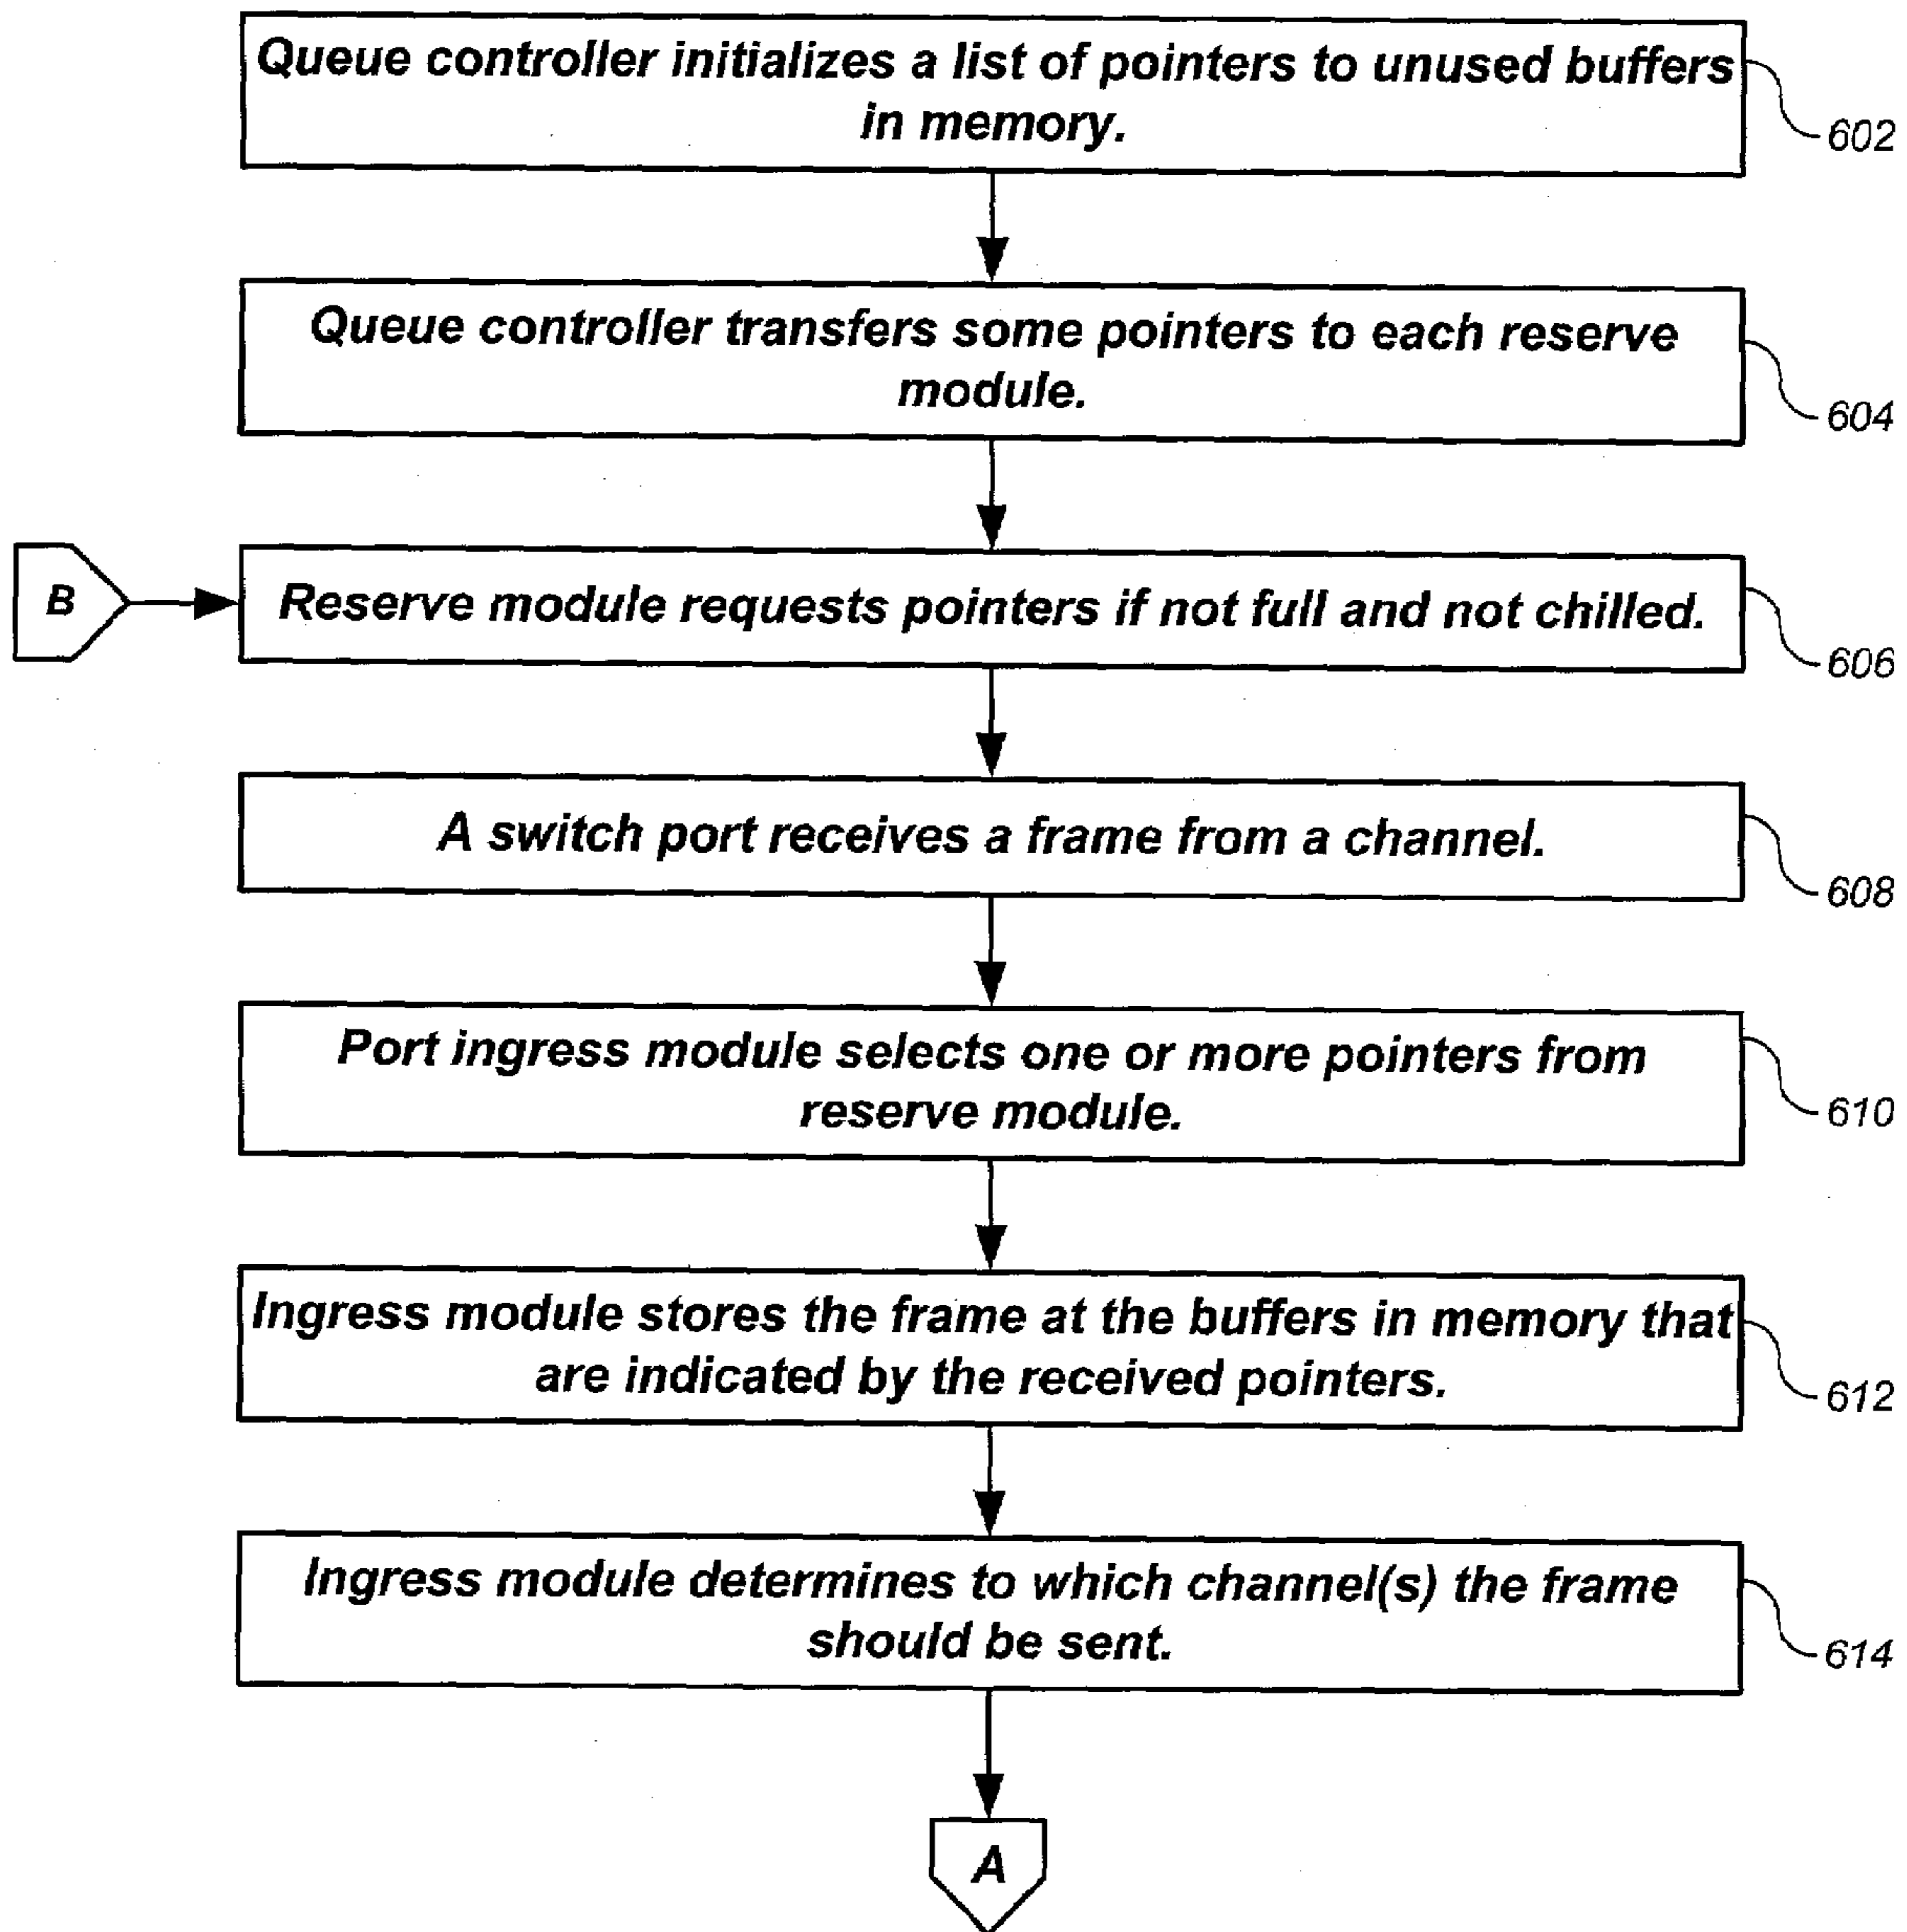 Queue controller initializes a list of pointers to unused buffers
in memory.
602
Queue controller transfers some pointers to each reserve
module.
604
B
Reserve module requests pointers if not full and not chilled.
606
A switch port receives a frame from a channel.
608
Port ingress module selects one or more pointers from
reserve module.
610
Ingress module stores the frame at the buffers in memory that
are indicated by the received pointers.
612
Ingress module determines to which channel(s) the frame
should be sent.
614
A